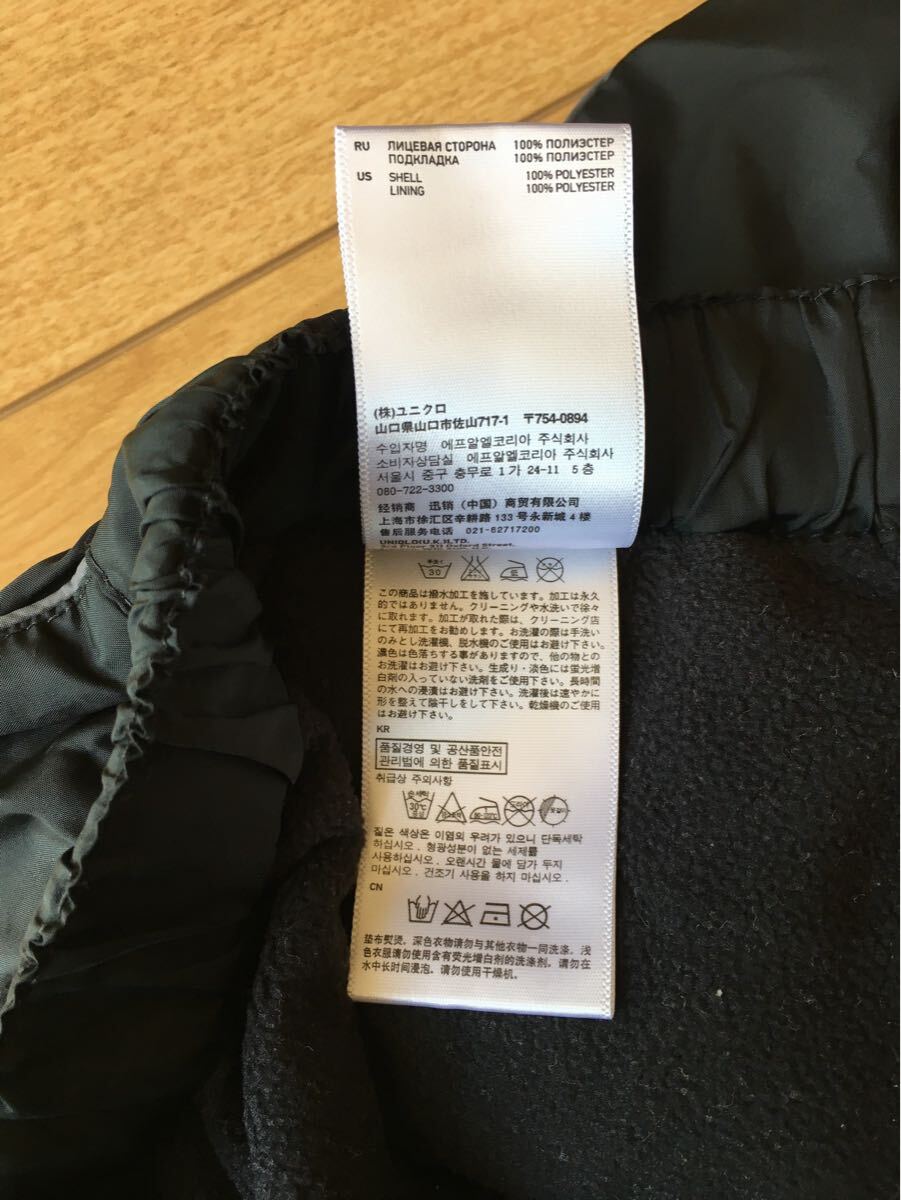 RU ЛИЦЕВАЯ СТОРОНА 100% ПОЛИЭСТЕР
ПОДКЛАДКА 100% ПОЛИЭСТЕР
US SHELL 100% POLYESTER
LINING 100% POLYESTER
(株)ユニクロ
山口県山口市佐山717-1 〒754-0894
수입자명 에프알엘코리아 주식회사
소비자상담실 에프알엘코리아 주식회사
서울시 중구 충무로 1 가 24-11 5 층
080-722-3300
经销商 迅销（中国）商贸有限公司
上海市徐汇区辛耕路 133 号永新城 4 楼
售后服务电话 021-62717200
UNIQLO(U.K.)LTD.
3rd Floor 311 Oxford Street,
30
この商品は撥水加工を施しています。加工は永久
的ではありません。クリーニングや水洗いで徐々
に取れます。加工が取れた際は、クリーニング店
にて再加工をお勧めします。お洗濯の際は手洗い
のみとし洗濯機、脱水機のご使用はお避け下さい。
濃色は色落ちする事がありますので、他の物との
お洗濯はお避け下さい。生成り・淡色には蛍光増
白剤の入っていない洗剤をご使用下さい。長時間
の水への浸漬はお避け下さい。洗濯後は速やかに
形を整えて陰干しをして下さい。乾燥機のご使用
はお避け下さい。
KR
품질경영 및 공산품안전
관리법에 의한 품질표시
취급상 주의사항
손세탁 30℃ 중성
짙은 색상은 이염의 우려가 있으니 단독세탁
하십시오. 형광성분이 없는 세제를
사용하십시오. 오랜시간 물에 담가 두지
마십시오. 건조기 사용을 하지 마십시오.
CN
垫布熨烫。深色衣物请勿与其他衣物一同洗涤。浅
色衣服请勿使用含有荧光增白剂的洗涤剂。请勿在
水中长时间浸泡。请勿使用干燥机。